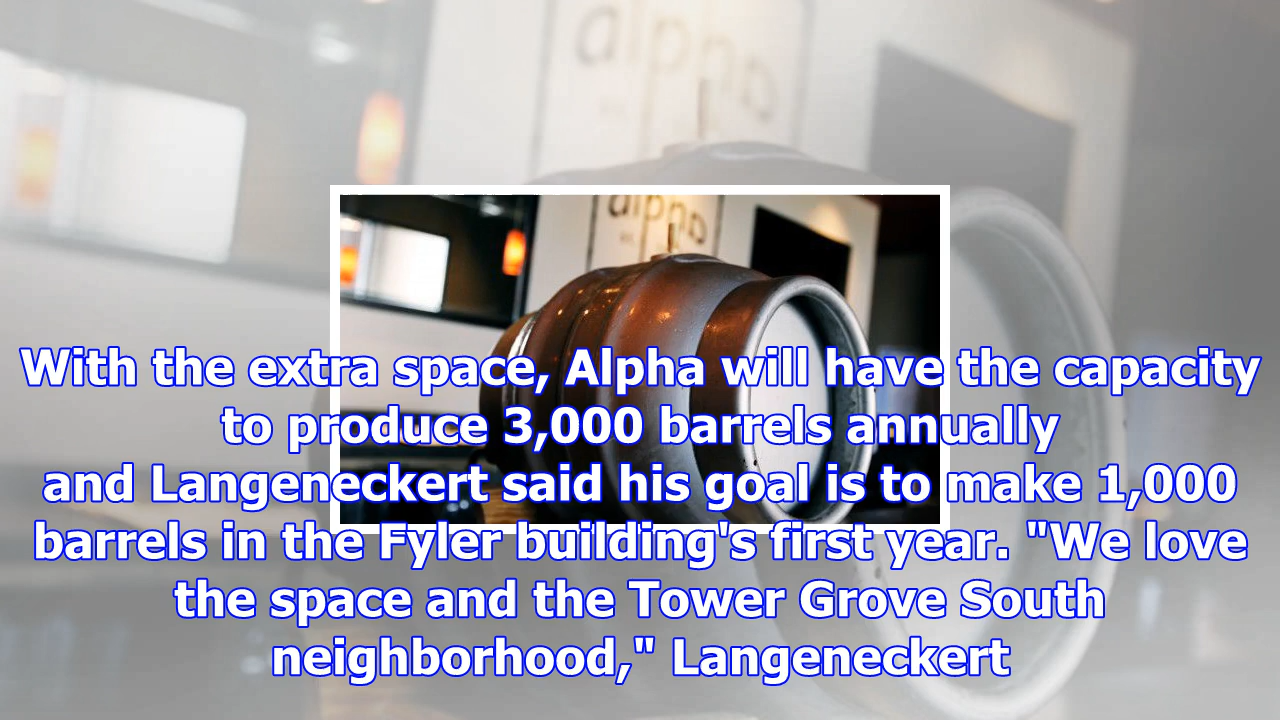 alpha
alpha
With the extra space, Alpha will have the capacity
to produce 3,000 barrels annually
and Langeneckert said his goal is to make 1,000
barrels in the Fyler building's first year. "We love
the space and the Tower Grove South
neighborhood," Langeneckert